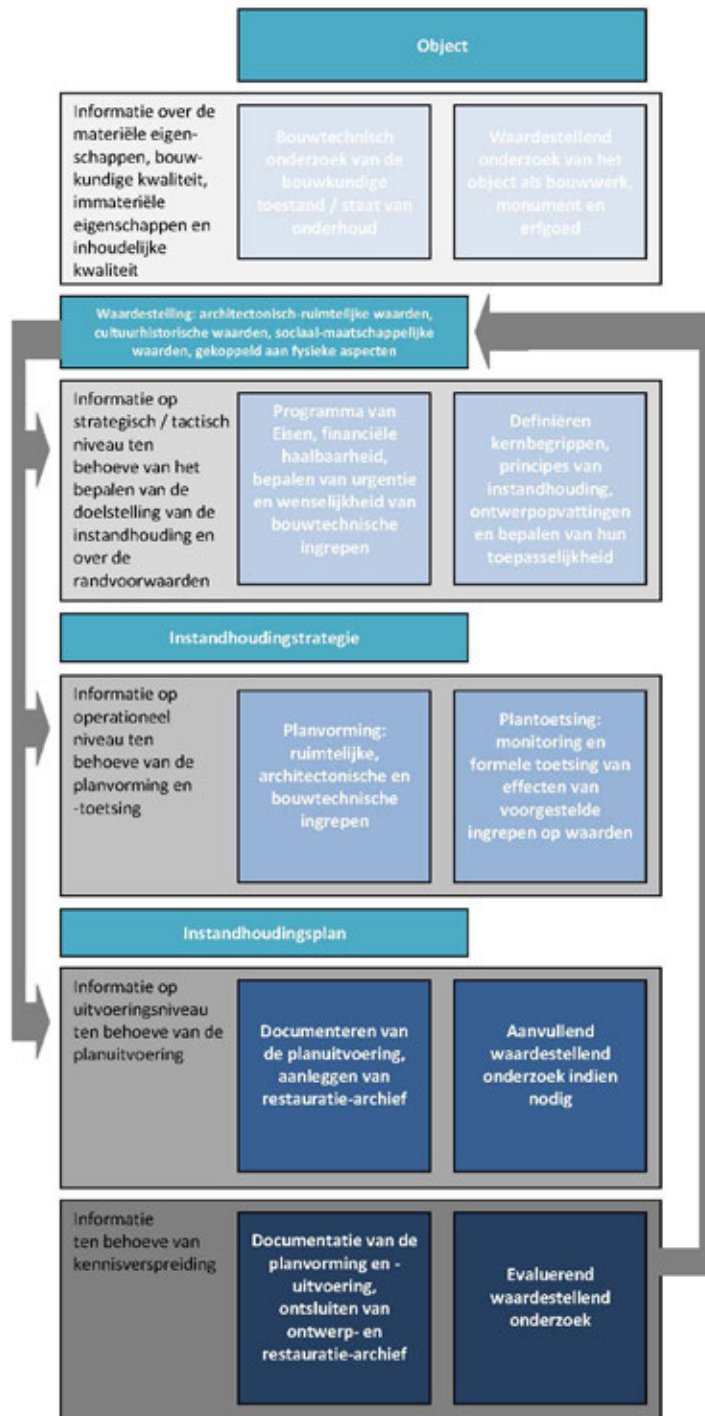 Object
Informatie over de
materiële eigen-
schappen, bouw-
kundige kwaliteit,
immateriële
eigenschappen en
inhoudelijke
kwaliteit
Bouwtechnisch
onderzoek van de
bouwkundige
toestand / staat van
onderhoud
Waardestellend
onderzoek van het
object als bouwwerk,
monument en
erfgoed
Waardestelling: architectonisch-ruimtelijke waarden,
cultuurhistorische waarden, sociaal-maatschappelijke
waarden, gekoppeld aan fysieke aspecten
Informatie op
strategisch / tactisch
niveau ten
behoeve van het
bepalen van de
doelstelling van de
instandhouding en
over de
randvoorwaarden
Programma van
Eisen, financiële
haalbaarheid,
bepalen van urgentie
en wenselijkheid van
bouwtechnische
ingrepen
Definiëren
kernbegrippen,
principes van
instandhouding,
ontwerpopvattingen
en bepalen van hun
toepasselijkheid
Instandhoudingstrategie
Informatie op
operationeel
niveau ten
behoeve van de
planvorming en
-toetsing
Planvorming:
ruimtelijke,
architectonische en
bouwtechnische
ingrepen
Plantoetsing:
monitoring en
formele toetsing van
effecten van
voorgestelde
ingrepen op waarden
Instandhoudingsplan
Informatie op
uitvoeringsniveau
ten behoeve van de
planuitvoering
Documenteren van
de planuitvoering,
aanleggen van
restauratie-archief
Aanvullend
waardestellend
onderzoek indien
nodig
Informatie
ten behoeve van
kennisverspreiding
Documentatie van de
planvorming en -
uitvoering,
ontsluiten van
ontwerp- en
restauratie-archief
Evaluerend
waardestellend
onderzoek